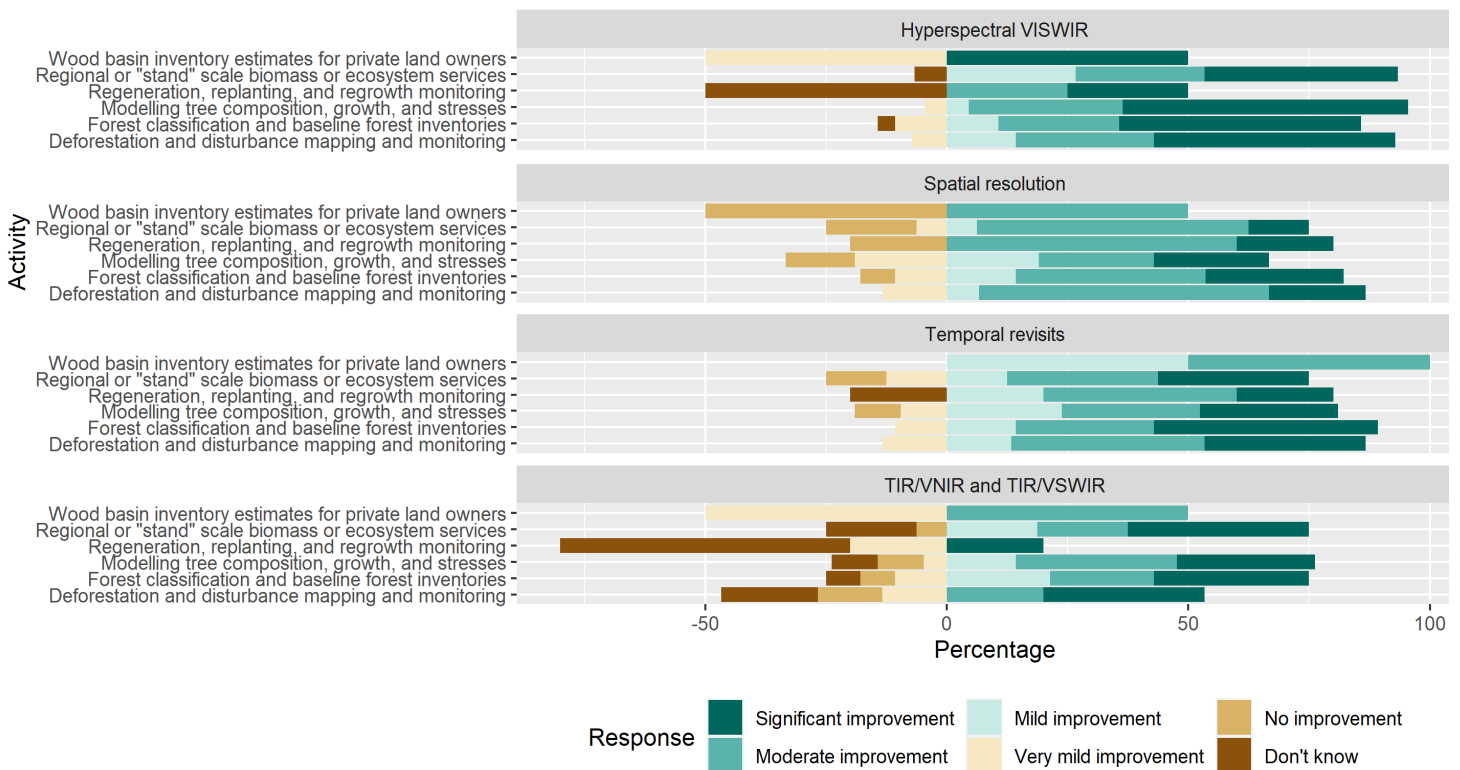 Hyperspectral VISWIR
Wood basin inventory estimates for private land owners
Regional or "stand" scale biomass or ecosystem services
Regeneration, replanting, and regrowth monitoring
Modelling tree composition, growth, and stresses
Forest classification and baseline forest inventories
Deforestation and disturbance mapping and monitoring
Spatial resolution
Wood basin inventory estimates for private land owners
Regional or "stand" scale biomass or ecosystem services
Regeneration, replanting, and regrowth monitoring
Modelling tree composition, growth, and stresses
Forest classification and baseline forest inventories
Deforestation and disturbance mapping and monitoring
Activity
Temporal revisits
Wood basin inventory estimates for private land owners
Regional or "stand" scale biomass or ecosystem services
Regeneration, replanting, and regrowth monitoring
Modelling tree composition, growth, and stresses
Forest classification and baseline forest inventories
Deforestation and disturbance mapping and monitoring
TIR/VNIR and TIR/VSWIR
Wood basin inventory estimates for private land owners
Regional or "stand" scale biomass or ecosystem services
Regeneration, replanting, and regrowth monitoring
Modelling tree composition, growth, and stresses
Forest classification and baseline forest inventories
Deforestation and disturbance mapping and monitoring
-50 0 50 100
Percentage
Response
Significant improvement Mild improvement No improvement
Moderate improvement Very mild improvement Don't know